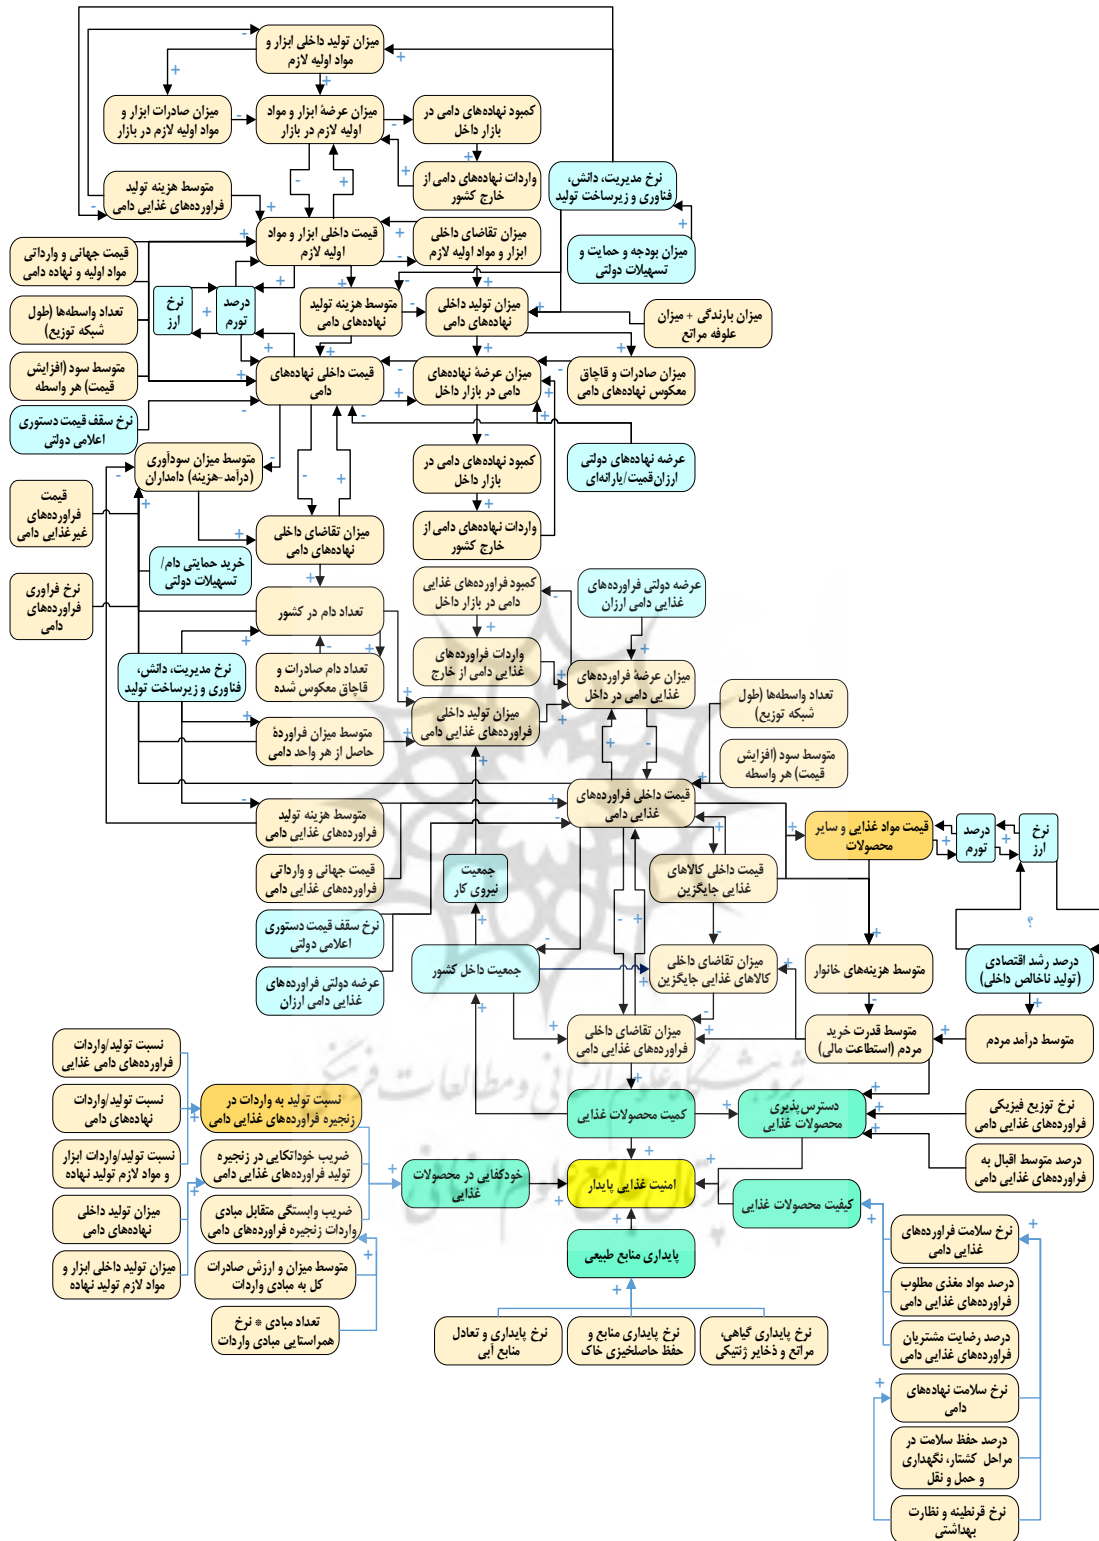 میزان تولید داخلی ابزار و
مواد اولیه لازم
میزان صادرات ابزار و
مواد اولیه لازم در بازار
میزان عرضهٔ ابزار و مواد
اولیه لازم در بازار
کمبود نهاده‌های دامی در
بازار داخل
متوسط هزینه تولید
فراورده‌های غذایی دامی
واردات نهاده‌های دامی از
خارج کشور
نرخ مدیریت، دانش،
فناوری و زیرساخت تولید
قیمت جهانی و وارداتی
مواد اولیه و نهاده دامی
قیمت داخلی ابزار و مواد
اولیه لازم
میزان تقاضای داخلی
ابزار و مواد اولیه لازم
میزان بودجه و حمایت و
تسهیلات دولتی
تعداد واسطه‌ها (طول
شبکه توزیع)
نرخ
ارز
درصد
تورم
متوسط هزینه تولید
نهاده‌های دامی
میزان تولید داخلی
نهاده‌های دامی
میزان بارندگی + میزان
علوفه مراتع
متوسط سود (افزایش
قیمت) هر واسطه
قیمت داخلی نهاده‌های
دامی
میزان عرضهٔ نهاده‌های
دامی در بازار داخل
میزان صادرات و قاچاق
معکوس نهاده‌های دامی
نرخ سقف قیمت دستوری
اعلامی دولتی
متوسط میزان سودآوری
(درآمد-هزینه) دامداران
کمبود نهاده‌های دامی در
بازار داخل
عرضه نهاده‌های دولتی
ارزان‌قمیت/یارانه‌ای
قیمت
فراورده‌های
غیرغذایی دامی
میزان تقاضای داخلی
نهاده‌های دامی
واردات نهاده‌های دامی از
خارج کشور
خرید حمایتی دام/
تسهیلات دولتی
نرخ فراوری
فراورده‌های
دامی
تعداد دام در کشور
کمبود فراورده‌های غذایی
دامی در بازار داخل
عرضه دولتی فراورده‌های
غذایی دامی ارزان
نرخ مدیریت، دانش،
فناوری و زیرساخت تولید
تعداد دام صادرات و
قاچاق معکوس شده
واردات فراورده‌های
غذایی دامی از خارج
میزان عرضهٔ فراورده‌های
غذایی دامی در داخل
تعداد واسطه‌ها (طول
شبکه توزیع)
متوسط میزان فراوردهٔ
حاصل از هر واحد دامی
میزان تولید داخلی
فراورده‌های غذایی دامی
متوسط سود (افزایش
قیمت) هر واسطه
متوسط هزینه تولید
فراورده‌های غذایی دامی
قیمت داخلی فراورده‌های
غذایی دامی
قیمت مواد غذایی و سایر
محصولات
درصد
تورم
نرخ
ارز
قیمت جهانی و وارداتی
فراورده‌های غذایی دامی
جمعیت
نیروی کار
قیمت داخلی کالاهای
غذایی جایگزین
نرخ سقف قیمت دستوری
اعلامی دولتی
؟
عرضه دولتی فراورده‌های
غذایی دامی ارزان
جمعیت داخل کشور
میزان تقاضای داخلی
کالاهای غذایی جایگزین
متوسط هزینه‌های خانوار
درصد رشد اقتصادی
(تولید ناخالص داخلی)
میزان تقاضای داخلی
فراورده‌های غذایی دامی
متوسط قدرت خرید
مردم (استطاعت مالی)
متوسط درآمد مردم
نسبت تولید/واردات
فراورده‌های دامی غذایی
پژوهشگاه علوم انسانی و مطالعات فرهنگی
نسبت تولید/واردات
نهاده‌های دامی
نسبت تولید به واردات در
زنجیره فراورده‌های غذایی دامی
کمیت محصولات غذایی
دسترس‌پذیری
محصولات غذایی
نرخ توزیع فیزیکی
فراورده‌های غذایی دامی
نسبت تولید/واردات ابزار
و مواد لازم تولید نهاده
ضریب خوداتکایی در زنجیره
تولید فراورده‌های غذایی دامی
خودکفایی در محصولات
غذایی
امنیت غذایی پایدار
درصد متوسط اقبال به
فراورده‌های غذایی دامی
پرتال جامع علوم انسانی
میزان تولید داخلی
نهاده‌های دامی
ضریب وابستگی متقابل مبادی
واردات زنجیره فراورده‌های دامی
کیفیت محصولات غذایی
میزان تولید داخلی ابزار و
مواد لازم تولید نهاده
متوسط میزان و ارزش صادرات
کل به مبادی واردات
پایداری منابع طبیعی
نرخ سلامت فراورده‌های
غذایی دامی
تعداد مبادی * نرخ
همراستایی مبادی واردات
نرخ پایداری و تعادل
منابع آبی
نرخ پایداری منابع و
حفظ حاصلخیزی خاک
نرخ پایداری گیاهی،
مراتع و ذخایر ژنتیکی
درصد مواد مغذی مطلوب
فراورده‌های غذایی دامی
درصد رضایت مشتریان
فراورده‌های غذایی دامی
نرخ سلامت نهاده‌های
دامی
درصد حفظ سلامت در
مراحل کشتار، نگهداری
و حمل و نقل
نرخ قرنطینه و نظارت
بهداشتی